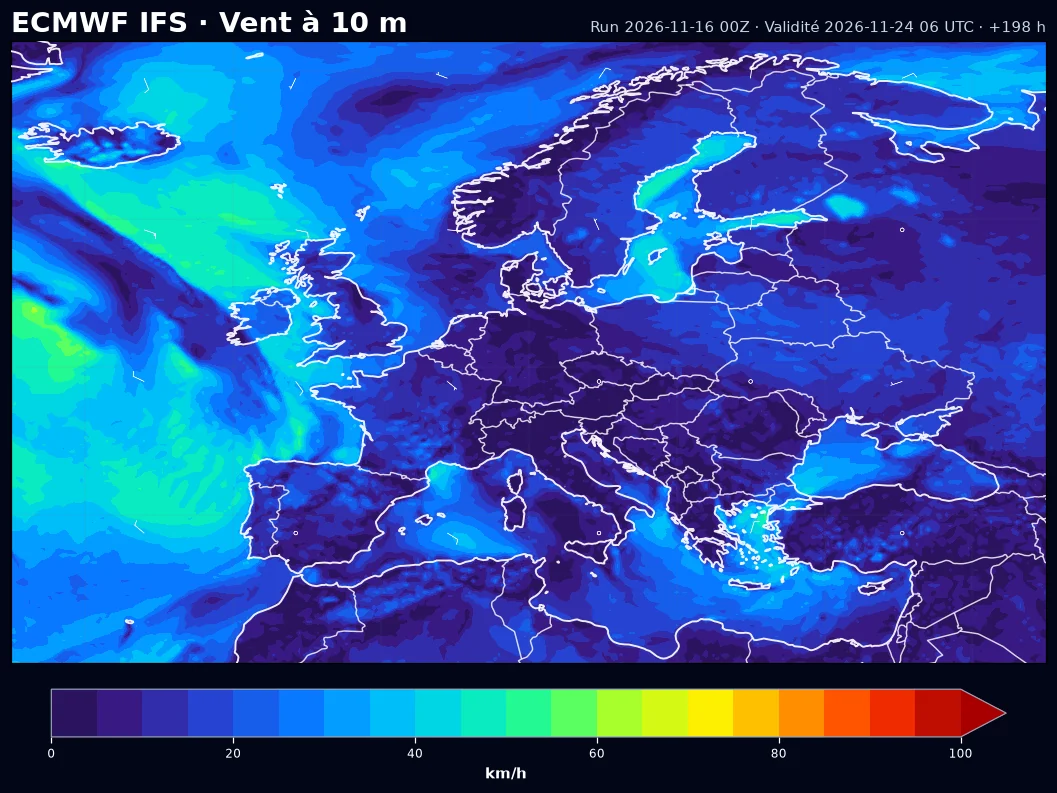 ECMWF IFS · Vent à 10 m
Run 2026-11-16 00Z · Validité 2026-11-24 06 UTC · +198 h
0 20 40 60 80 100
km/h